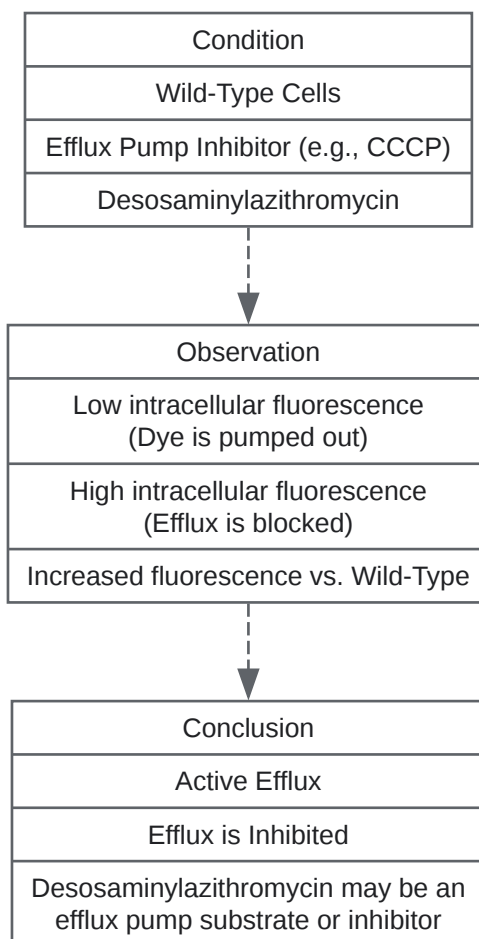 Condition
Wild-Type Cells
Efflux Pump Inhibitor (e.g., CCCP)
Desosaminylazithromycin
Observation
Low intracellular fluorescence
(Dye is pumped out)
High intracellular fluorescence
(Efflux is blocked)
Increased fluorescence vs. Wild-Type
Conclusion
Active Efflux
Efflux is Inhibited
Desosaminylazithromycin may be an
efflux pump substrate or inhibitor